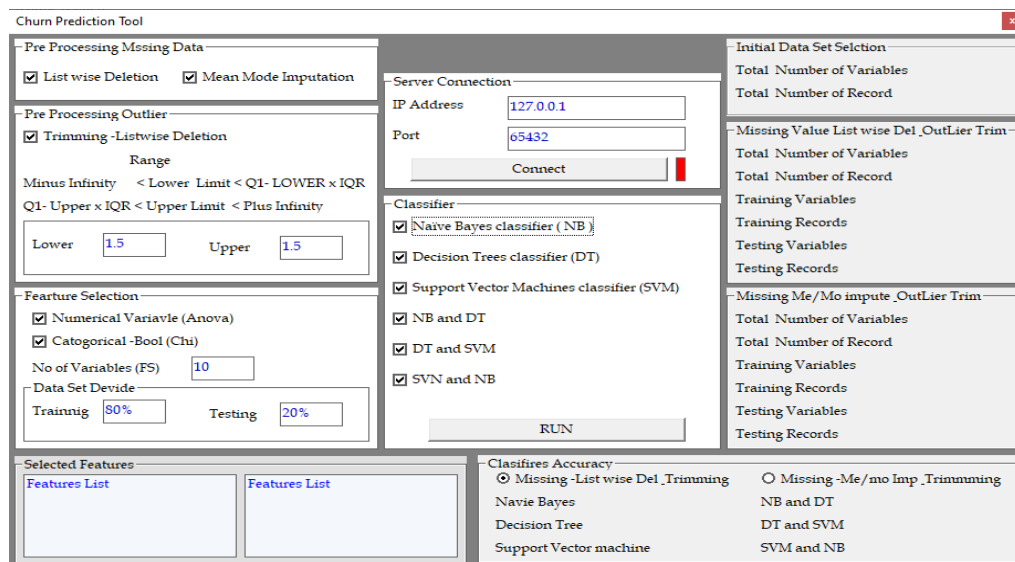 Churn Prediction Tool
x
Pre Processing Mssing Data
List wise Deletion Mean Mode Imputation
Pre Processing Outlier
Trimming -Listwise Deletion
Range
Minus Infinity < Lower Limit < Q1- LOWER x IQR
Q1- Upper x IQR < Upper Limit < Plus Infinity
Lower 1.5 Upper 1.5
Fearture Selection
Numerical Variavle (Anova)
Catogorical -Bool (Chi)
No of Variables (FS) 10
Data Set Devide
Trainnig 80% Testing 20%
Server Connection
IP Address 127.0.0.1
Port 65432
Connect
Classifier
Naïve Bayes classifier ( NB )
Decision Trees classifier (DT)
Support Vector Machines classifier (SVM)
NB and DT
DT and SVM
SVN and NB
RUN
Initial Data Set Selction
Total Number of Variables
Total Number of Record
Missing Value List wise Del_OutLier Trim
Total Number of Variables
Total Number of Record
Training Variables
Training Records
Testing Variables
Testing Records
Missing Me/Mo impute_OutLier Trim
Total Number of Variables
Total Number of Record
Training Variables
Training Records
Testing Variables
Testing Records
Selected Features
Features List Features List
Clasifires Accuracy
Missing -List wise Del_Trimming Missing -Me/mo Imp_Trimmming
Navie Bayes NB and DT
Decision Tree DT and SVM
Support Vector machine SVM and NB